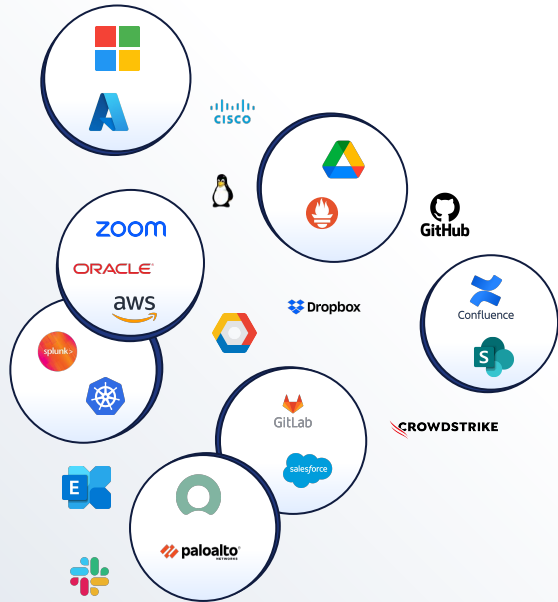 CISCO
zoom
GitHub
ORACLE
aws
Dropbox
Confluence
S
splunk>
GitLab
CROWDSTRIKE
salesforce
E
paloalto
NETWORKS